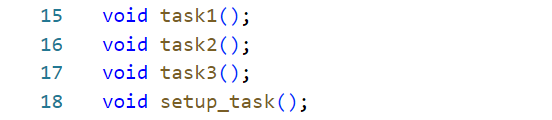 15 void task1();
16 void task2();
17 void task3();
18 void setup_task();